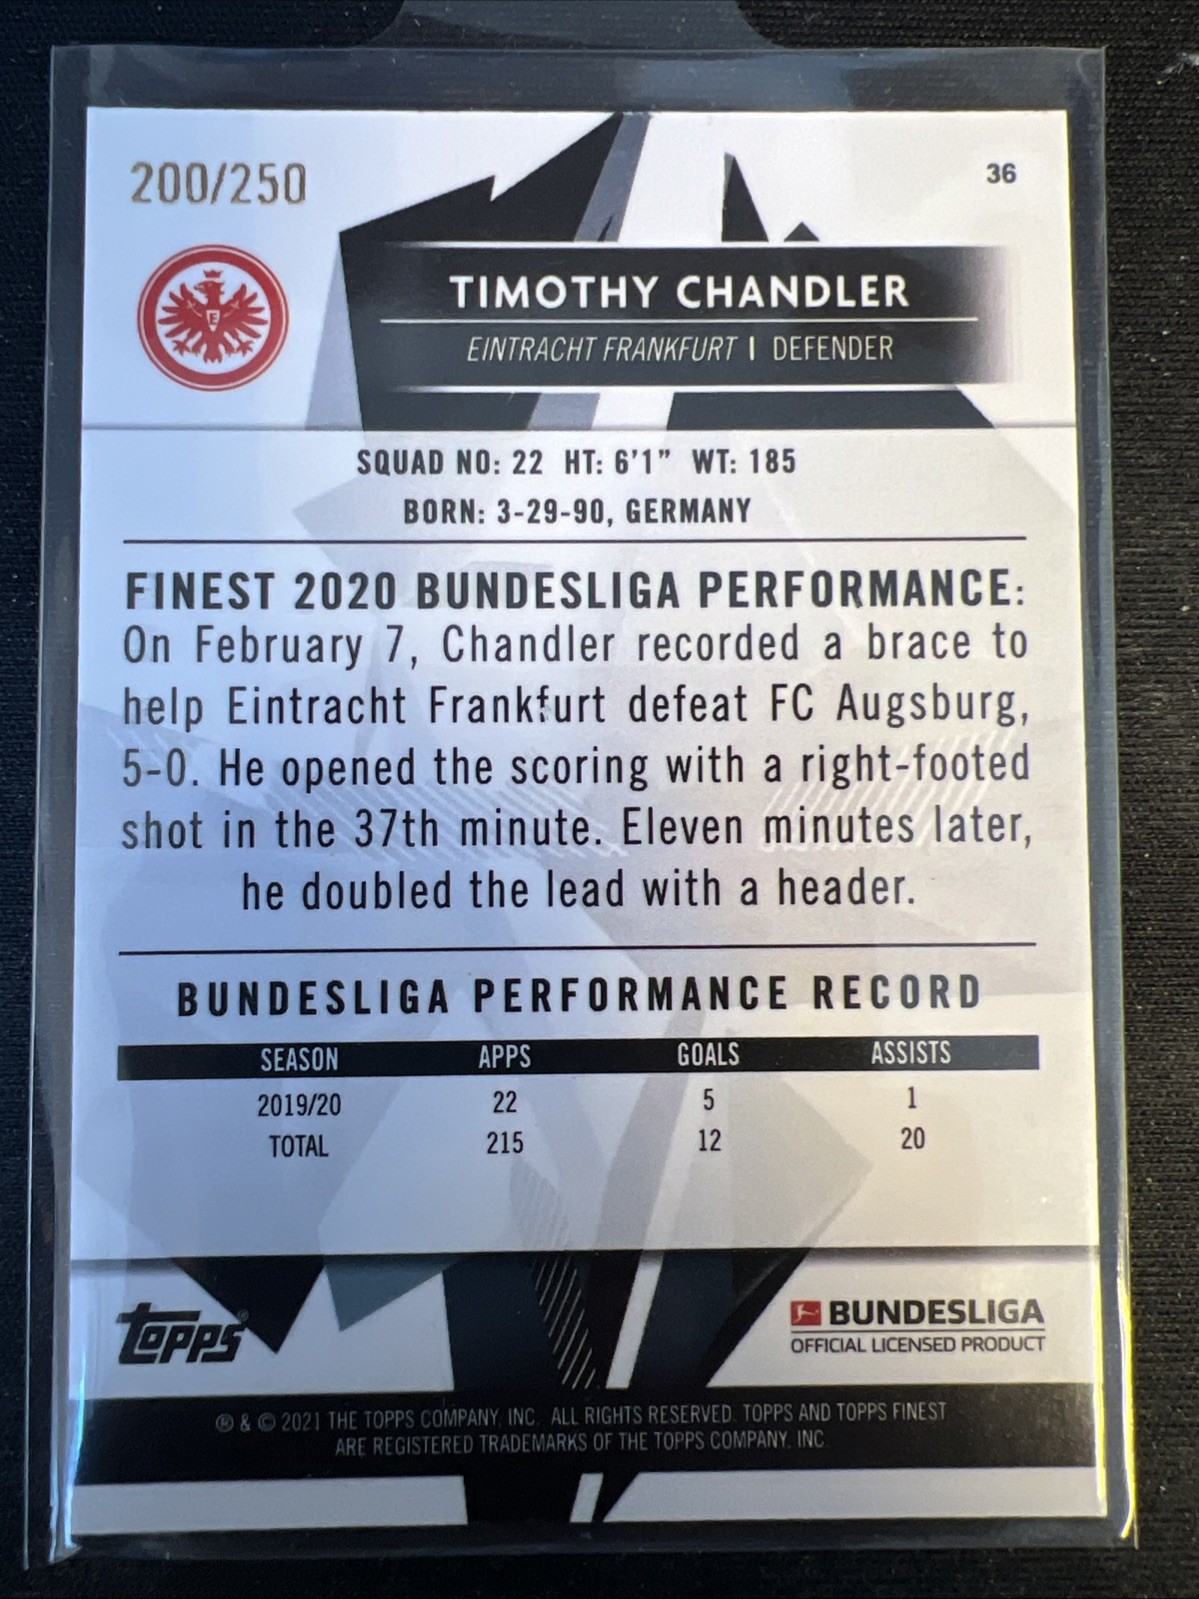 200/250
36
E
TIMOTHY CHANDLER
EINTRACHT FRANKFURT | DEFENDER
SQUAD NO: 22 HT: 6'1" WT: 185
BORN: 3-29-90, GERMANY
FINEST 2020 BUNDESLIGA PERFORMANCE:
On February 7, Chandler recorded a brace to
help Eintracht Frankfurt defeat FC Augsburg,
5-0. He opened the scoring with a right-footed
shot in the 37th minute. Eleven minutes later,
he doubled the lead with a header.
BUNDESLIGA PERFORMANCE RECORD
SEASON APPS GOALS ASSISTS
2019/20 22 5 1
TOTAL 215 12 20
topps®
BUNDESLIGA
OFFICIAL LICENSED PRODUCT
® & © 2021 THE TOPPS COMPANY, INC. ALL RIGHTS RESERVED. TOPPS AND TOPPS FINEST
ARE REGISTERED TRADEMARKS OF THE TOPPS COMPANY, INC.